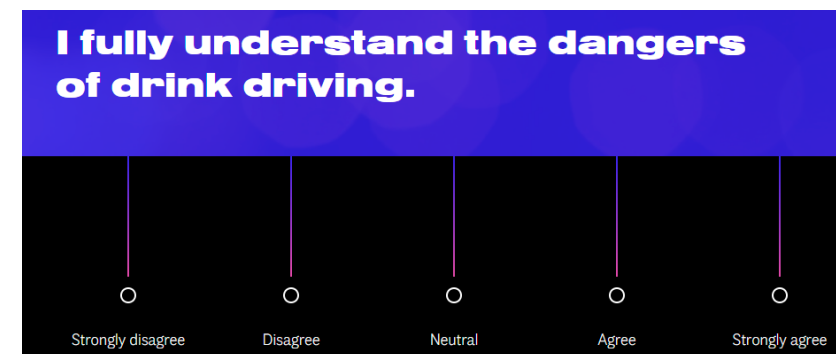 I fully understand the dangers
of drink driving.
Strongly disagree Disagree Neutral Agree Strongly agree